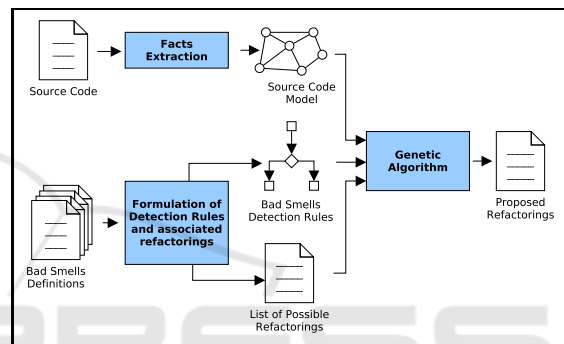 Facts
Extraction
Source Code
Source Code
Model
Genetic
Algorithm
Proposed
Refactorings
Formulation of
Detection Rules
and associated
refactorings
Bad Smells
Detection Rules
Bad Smells
Definitions
List of Possible
Refactorings